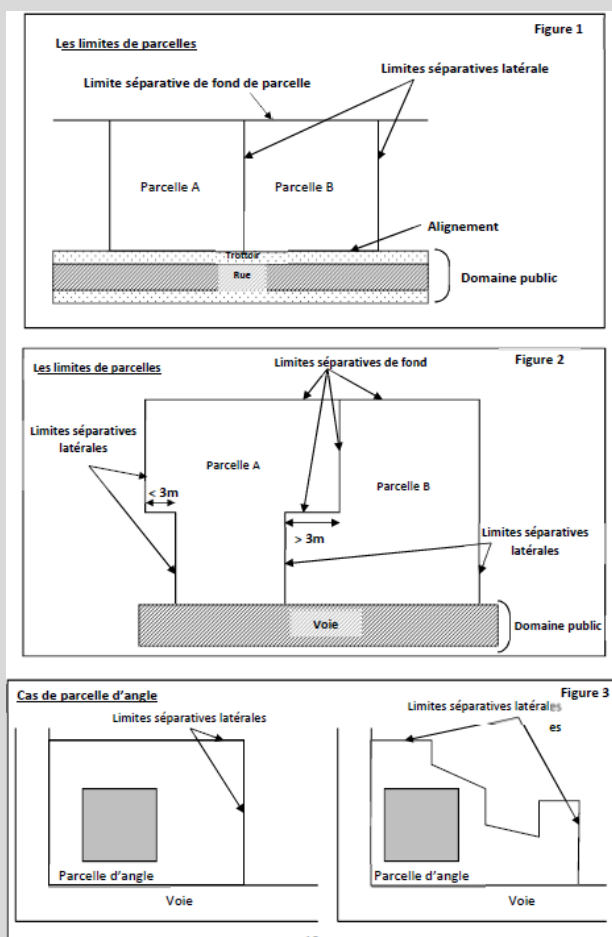 Figure 1
Les limites de parcelles
Limites séparatives latérale
Limite séparative de fond de parcelle
Parcelle A
Parcelle B
Alignement
Trottoir
Rue
Domaine public
Figure 2
Limites séparatives de fond
Les limites de parcelles
Limites séparatives
latérales
Parcelle A
< 3m
Parcelle B
> 3m
Limites séparatives
latérales
Voie
Domaine public
Cas de parcelle d'angle
Figure 3
Limites séparatives latérales
Limites séparatives latérales
es
Parcelle d'angle
Parcelle d'angle
Voie
Voie